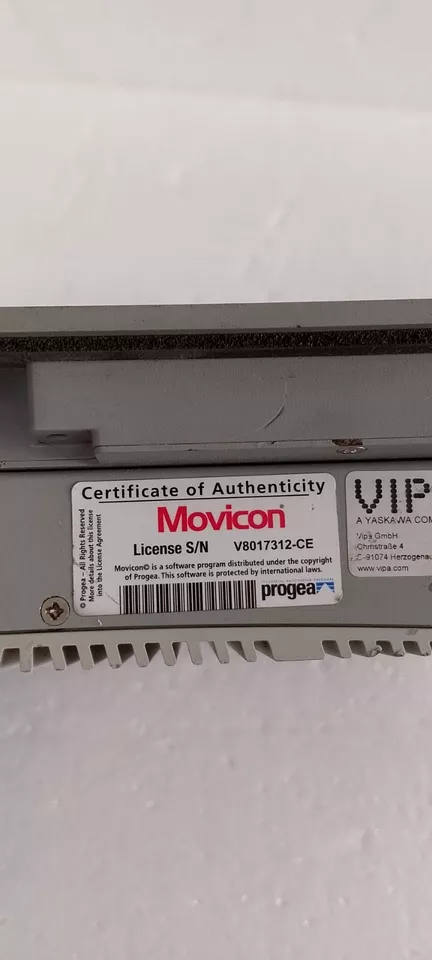 Certificate of Authenticity
Movicon®
License S/N V8017312-CE
Movicon© is a software program distributed under the copyright
of Progea. This software is protected by international laws.
progea
© Progea – All Rights Reserved
More details about this license
into the License Agreement
VIP
A YASKAWA COM
Vipa GmbH
Ohmstraße 4
D-91074 Herzogenau
www.vipa.com